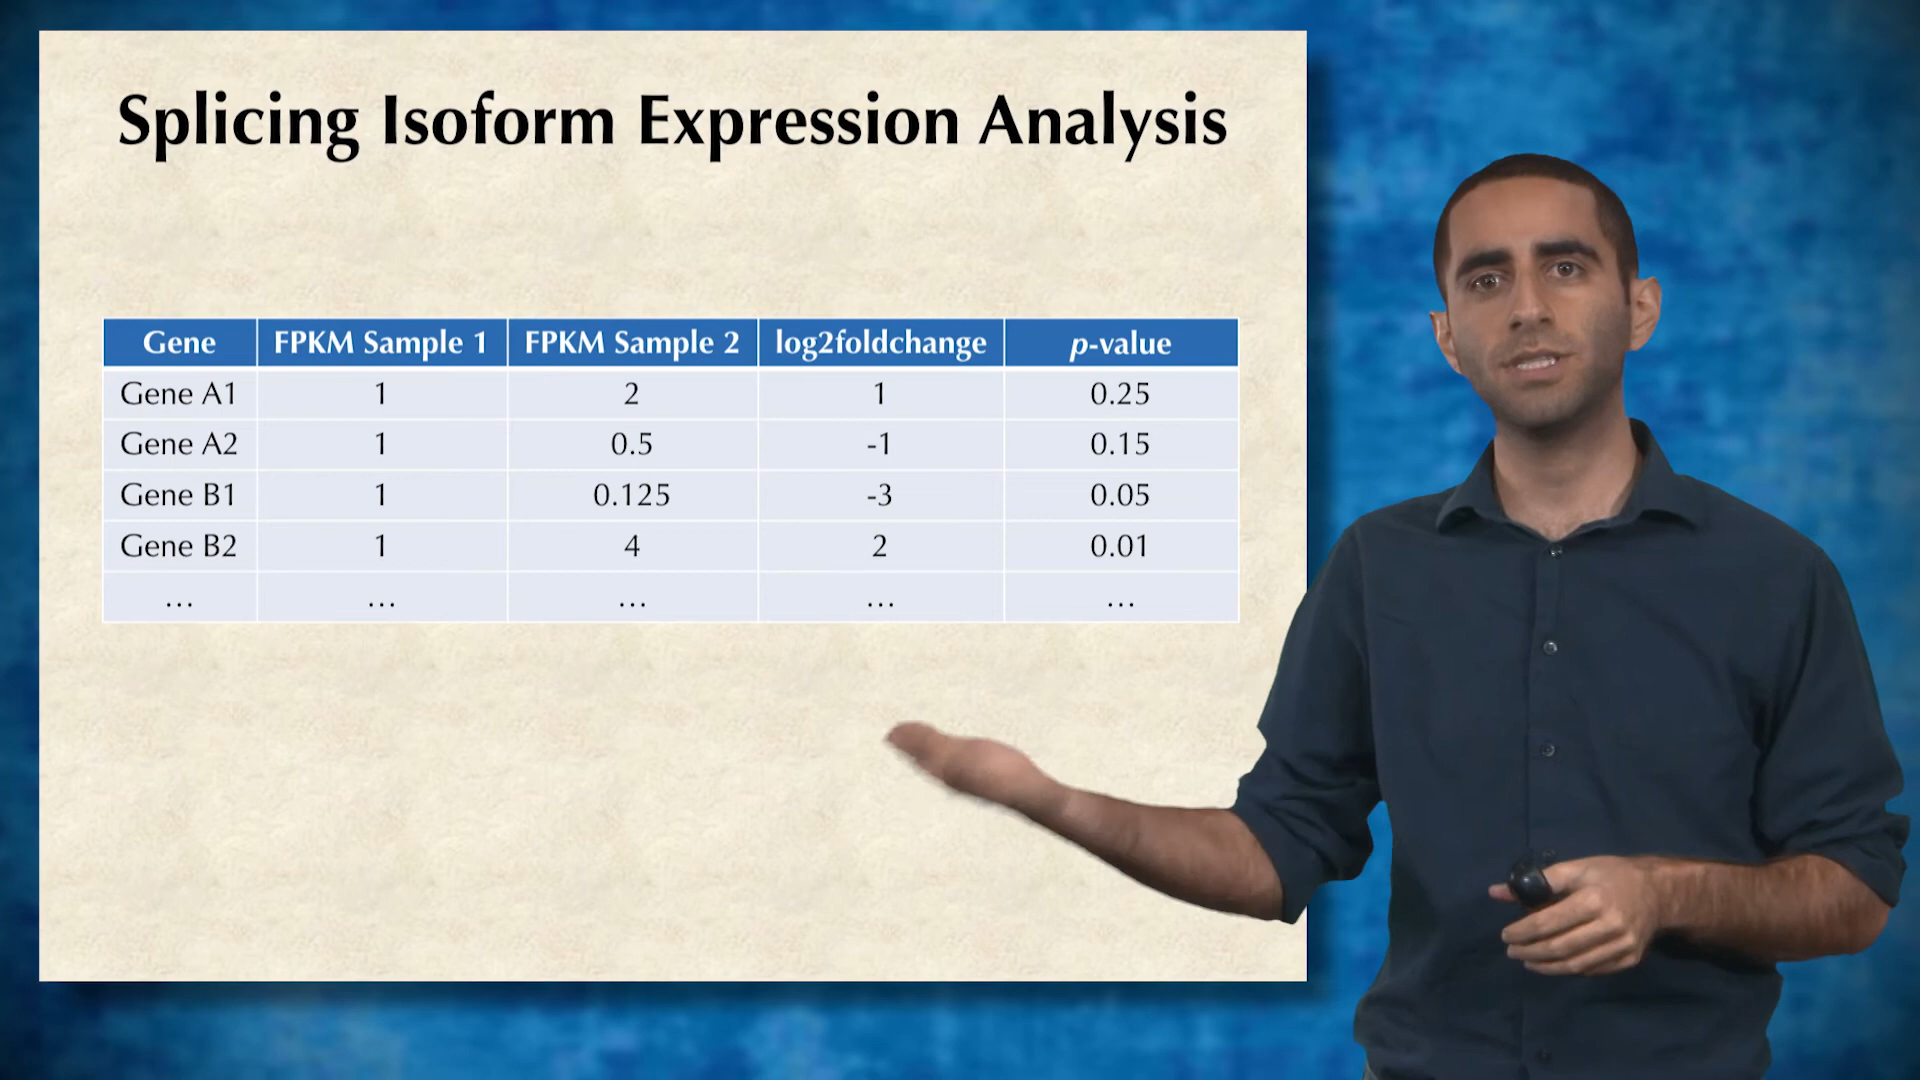 Splicing Isoform Expression Analysis
Gene FPKM Sample 1 FPKM Sample 2 log2foldchange p-value
Gene A1 1 2 1 0.25
Gene A2 1 0.5 -1 0.15
Gene B1 1 0.125 -3 0.05
Gene B2 1 4 2 0.01
… … … … …